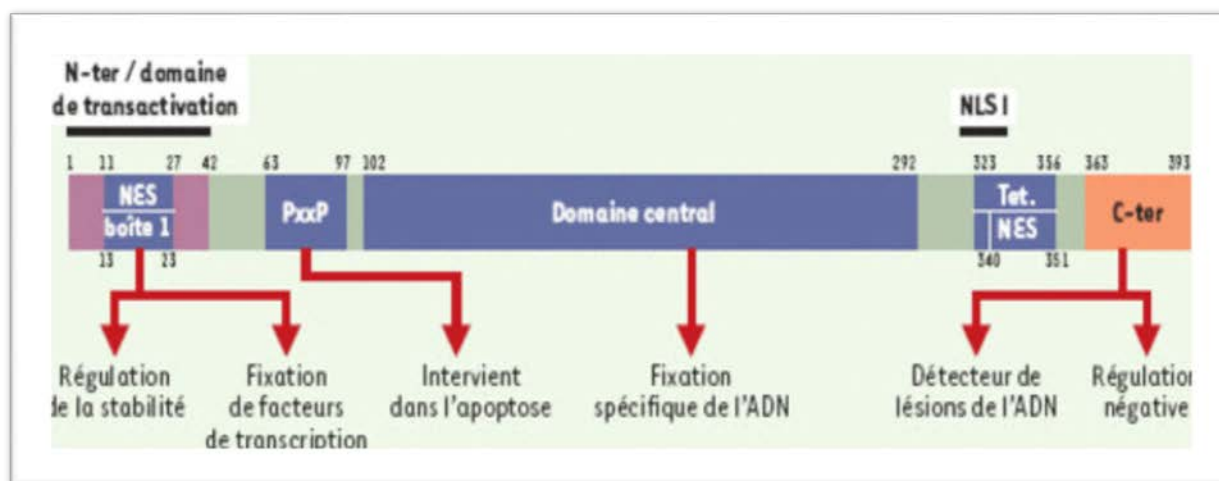 N-ter / domaine
de transactivation
NLS I
1 11 27 42 63 97 102 292 323 356 363 393
NES
boîte 1
PxxP
Domaine central
Tet.
NES
C-ter
13 23 340 351
Régulation
de la stabilité
Fixation
de facteurs
de transcription
Intervient
dans l'apoptose
Fixation
spécifique de l'ADN
Détecteur de
lésions de l'ADN
Régulation
négative